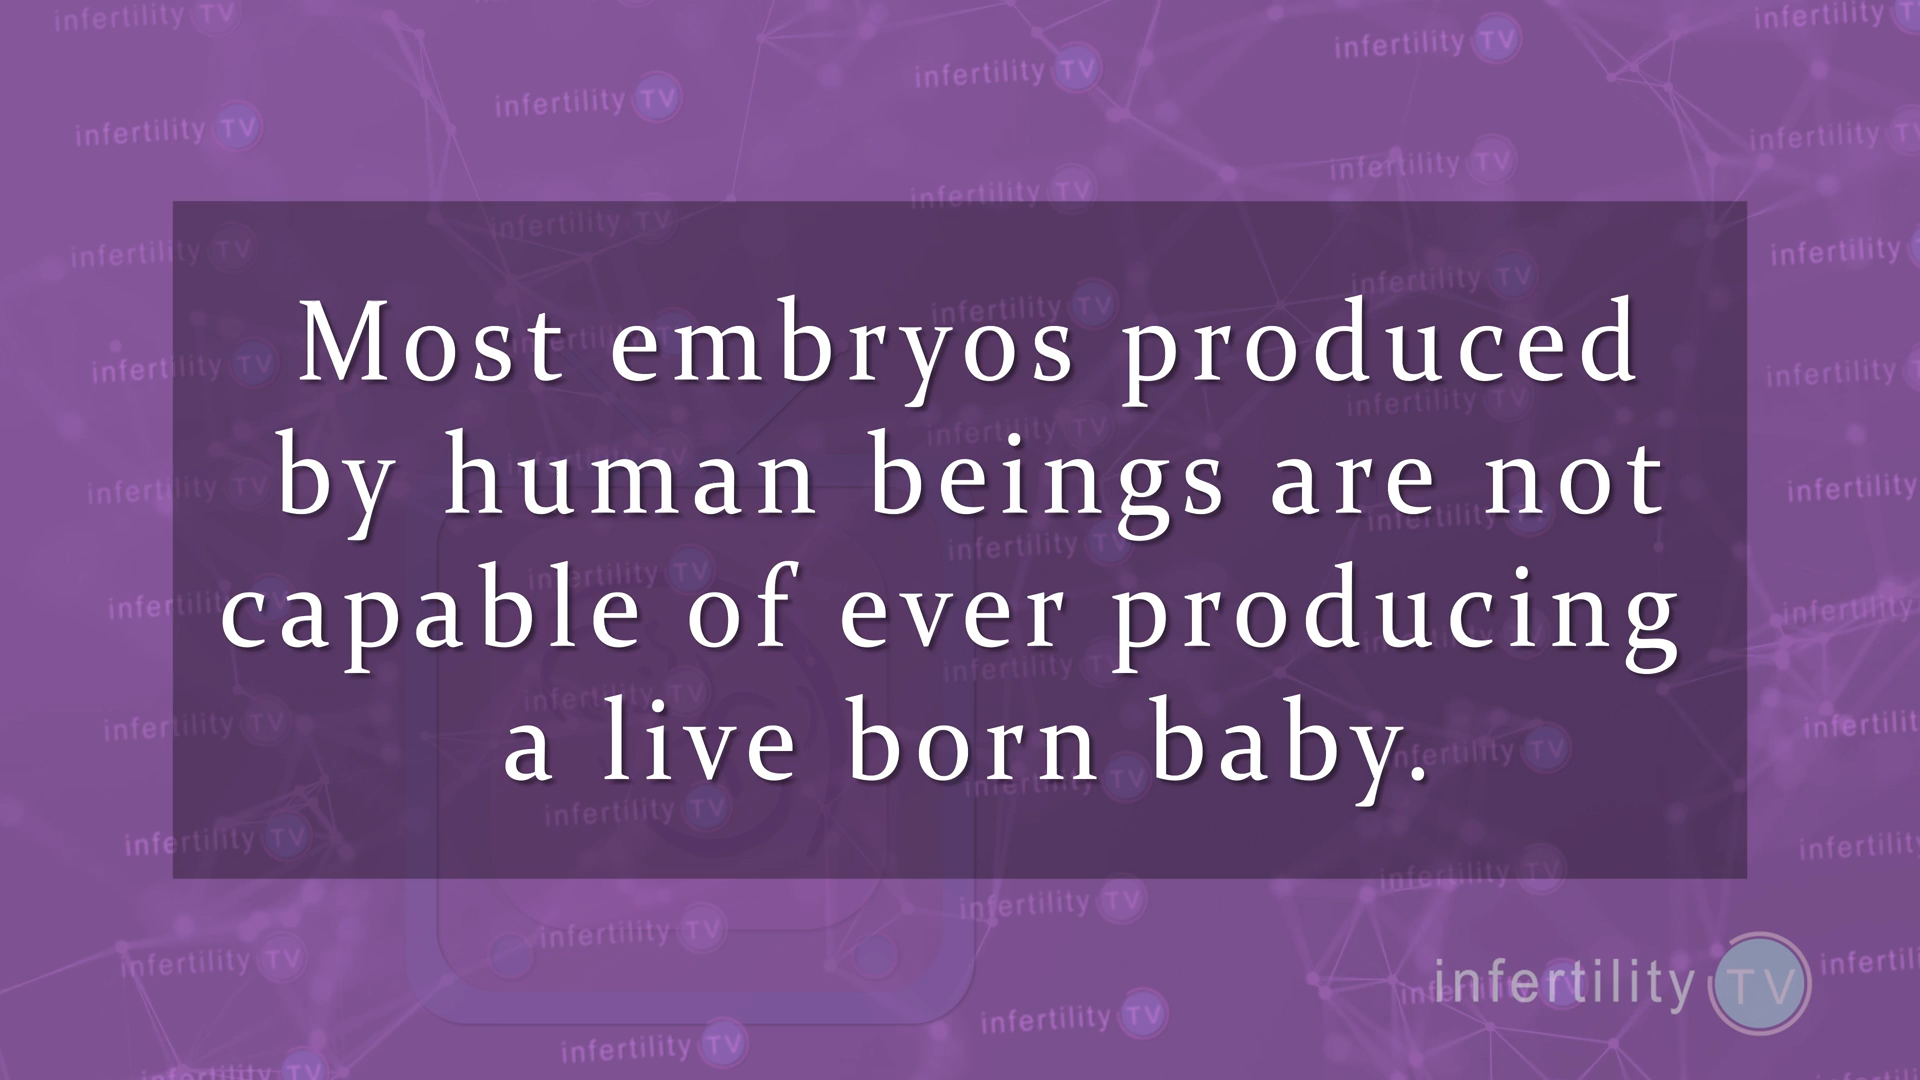 Most embryos produced
by human beings are not
capable of ever producing
a live born baby.
infertility TV